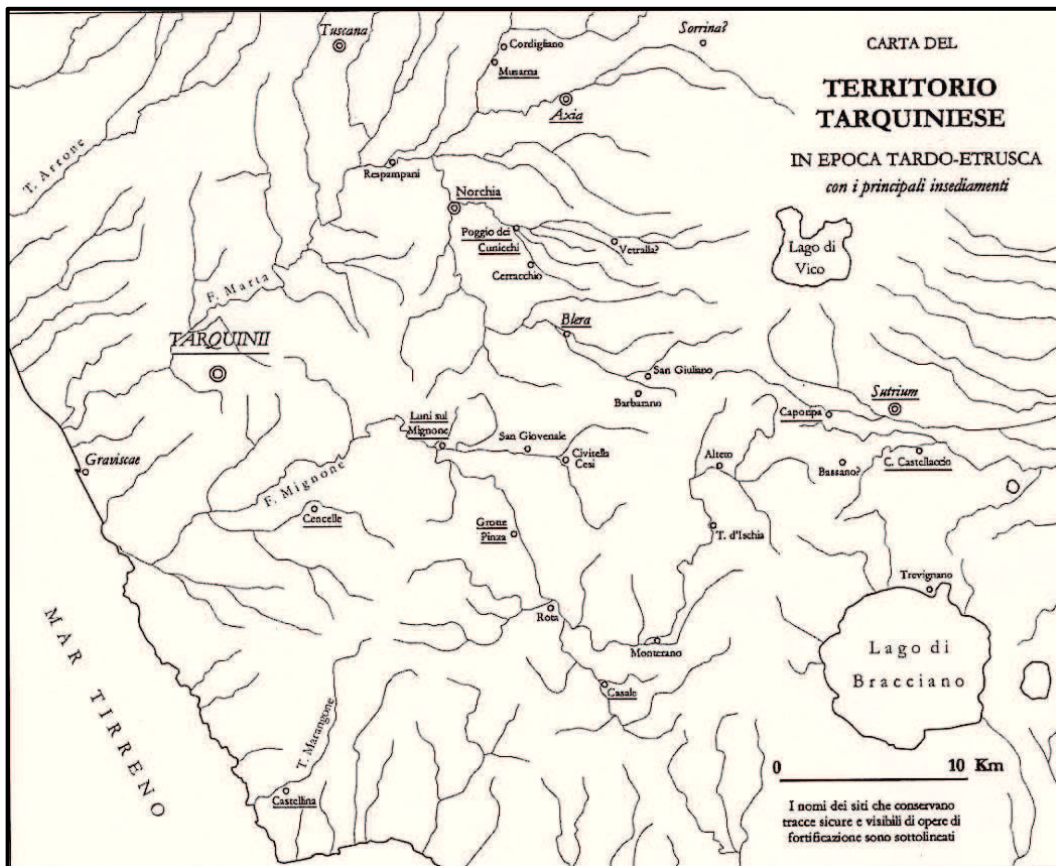 CARTA DEL
TERRITORIO
TARQUINIESE
IN EPOCA TARDO-ETRUSCA
con i principali insediamenti
Tuscana
Cordigliano
Musarna
Sorrina?
Axia
T. Arrone
Respampani
Norchia
Poggio dei
Cunicchi
Vetralla?
Cerracchio
Lago di
Vico
F. Marta
TARQUINII
Blera
San Giuliano
Barbarano
Sutrium
Caporipa
Luni sul
Mignone
San Giovenale
Civitella
Cesi
Alteto
Bassano?
C. Castellaccio
Graviscae
F. Mignone
Cencelle
Grotte
Pinza
T. d'Ischia
Trevignano
Rota
Monterano
Lago di
Bracciano
Casale
MAR TIRRENO
T. Marangone
Castellina
0 10 Km
I nomi dei siti che conservano
tracce sicure e visibili di opere di
fortificazione sono sottolineati